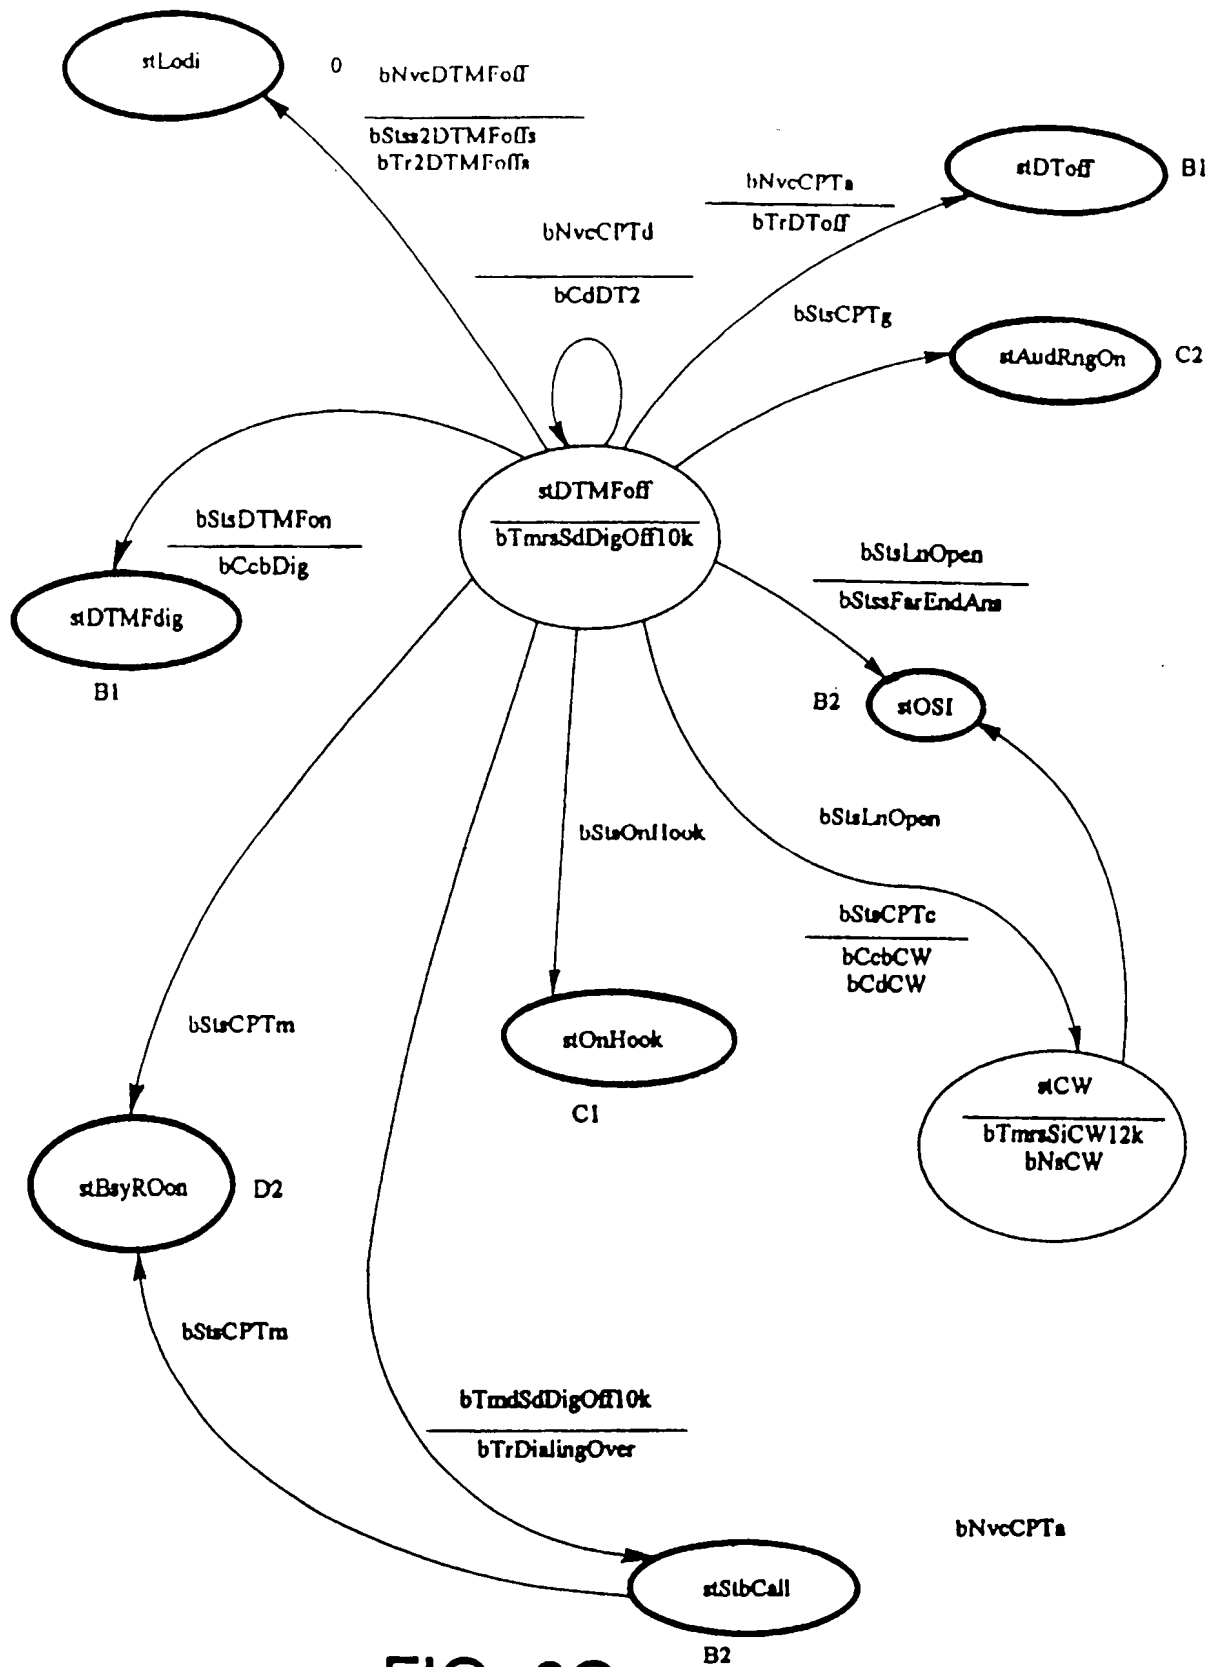 stLodi
0
bNvcDTMFoff
bStss2DTMFoffs
bTr2DTMFoffs
stDToff
B1
bNvcCPTa
bTrDToff
bNvcCPTd
bCdDT2
bStsCPTg
stAudRngOn
C2
stDTMFoff
bTmrsSdDigOff10k
bStsDTMFon
bCcbDig
bStsLnOpen
bStssFarEndAns
stDTMFdig
B1
B2
stOSI
bStsOnHook
bStsLnOpen
bStsCPTc
bCcbCW
bCdCW
bStsCPTm
stOnHook
C1
stCW
bTmrsSiCW12k
bNsCW
stBsyROon
D2
bStsCPTm
bTmdSdDigOff10k
bTrDialingOver
bNvcCPTa
stStbCall
B2
FIG.